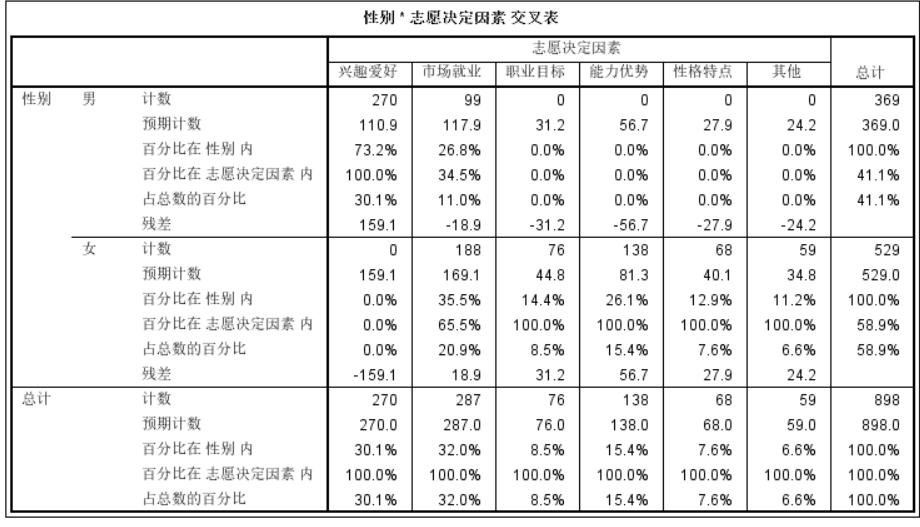 性别 * 志愿决定因素 交叉表
志愿决定因素
兴趣爱好 市场就业 职业目标 能力优势 性格特点 其他 总计
性别 男 计数 270 99 0 0 0 0 369
预期计数 110.9 117.9 31.2 56.7 27.9 24.2 369.0
百分比在 性别 内 73.2% 26.8% 0.0% 0.0% 0.0% 0.0% 100.0%
百分比在 志愿决定因素 内 100.0% 34.5% 0.0% 0.0% 0.0% 0.0% 41.1%
占总数的百分比 30.1% 11.0% 0.0% 0.0% 0.0% 0.0% 41.1%
残差 159.1 -18.9 -31.2 -56.7 -27.9 -24.2
女 计数 0 188 76 138 68 59 529
预期计数 159.1 169.1 44.8 81.3 40.1 34.8 529.0
百分比在 性别 内 0.0% 35.5% 14.4% 26.1% 12.9% 11.2% 100.0%
百分比在 志愿决定因素 内 0.0% 65.5% 100.0% 100.0% 100.0% 100.0% 58.9%
占总数的百分比 0.0% 20.9% 8.5% 15.4% 7.6% 6.6% 58.9%
残差 -159.1 18.9 31.2 56.7 27.9 24.2
总计 计数 270 287 76 138 68 59 898
预期计数 270.0 287.0 76.0 138.0 68.0 59.0 898.0
百分比在 性别 内 30.1% 32.0% 8.5% 15.4% 7.6% 6.6% 100.0%
百分比在 志愿决定因素 内 100.0% 100.0% 100.0% 100.0% 100.0% 100.0% 100.0%
占总数的百分比 30.1% 32.0% 8.5% 15.4% 7.6% 6.6% 100.0%